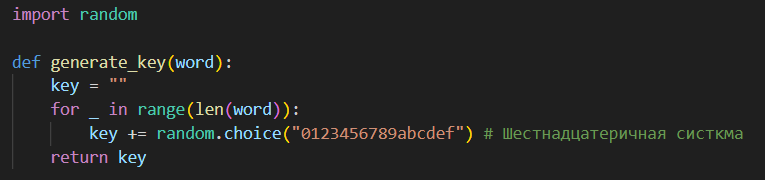 import random
def generate_key(word):
key = ""
for _ in range(len(word)):
key += random.choice("0123456789abcdef") # Шестнадцатеричная систкма
return key